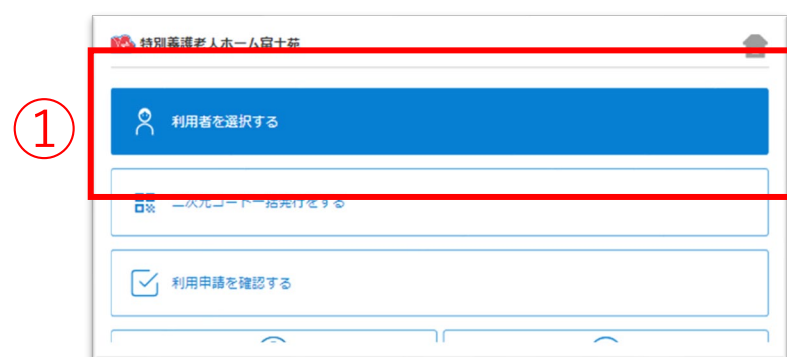 特別養護老人ホーム富士苑
①
利用者を選択する
二次元コード一括発行をする
利用申請を確認する